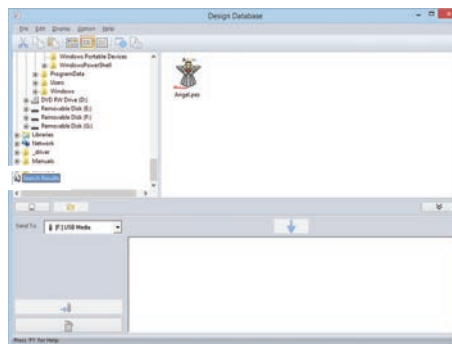 Design Database
File Edit Display Option Help
Windows Portable Devices
WindowsPowerShell
ProgramData
Users
Windows
DVD RW Drive (D:)
Removable Disk (E:)
Removable Disk (F:)
Removable Disk (G:)
Libraries
Network
_driver
Manuals
Search Results
Angel.pes
Send To:
(F:)USB Media
Press 'F1' For Help.